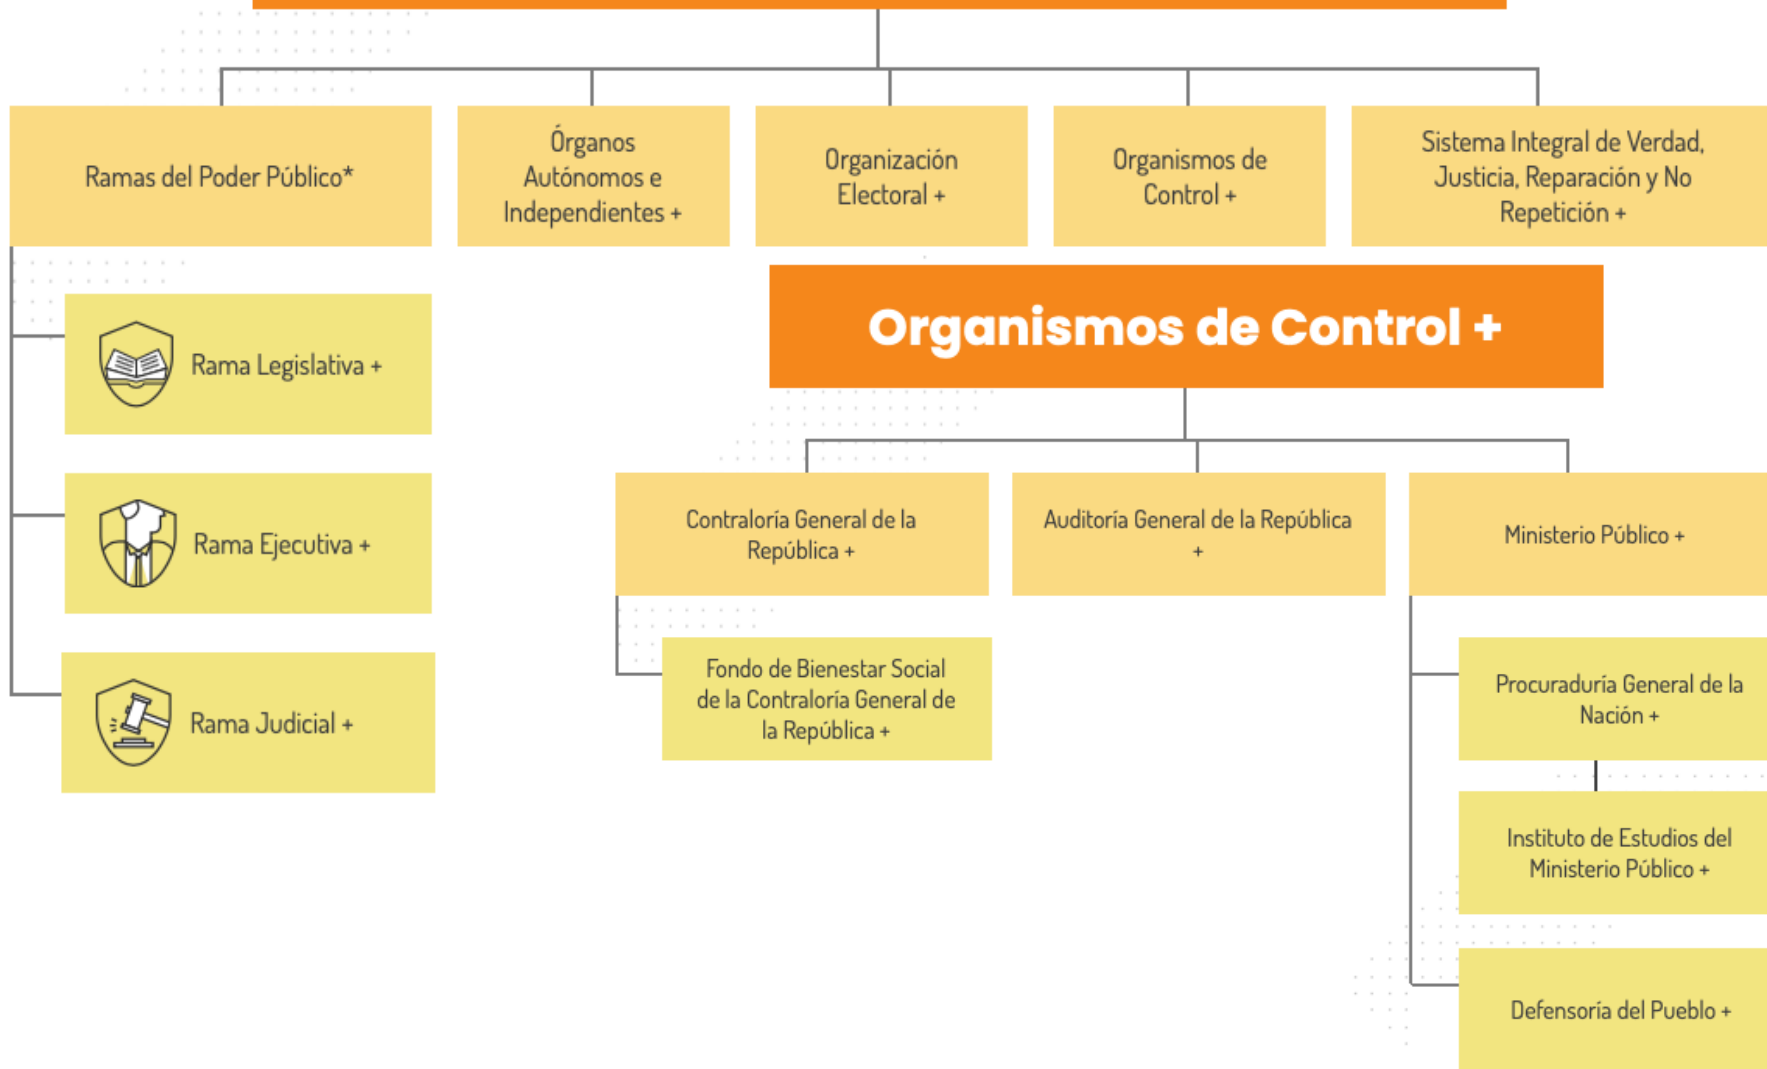 Ramas del Poder Público*
Órganos
Autónomos e
Independientes +
Organización
Electoral +
Organismos de
Control +
Sistema Integral de Verdad,
Justicia, Reparación y No
Repetición +
Rama Legislativa +
Rama Ejecutiva +
Rama Judicial +
Organismos de Control +
Contraloría General de la
República +
Auditoría General de la República
+
Ministerio Público +
Fondo de Bienestar Social
de la Contraloría General de
la República +
Procuraduría General de la
Nación +
Instituto de Estudios del
Ministerio Público +
Defensoría del Pueblo +